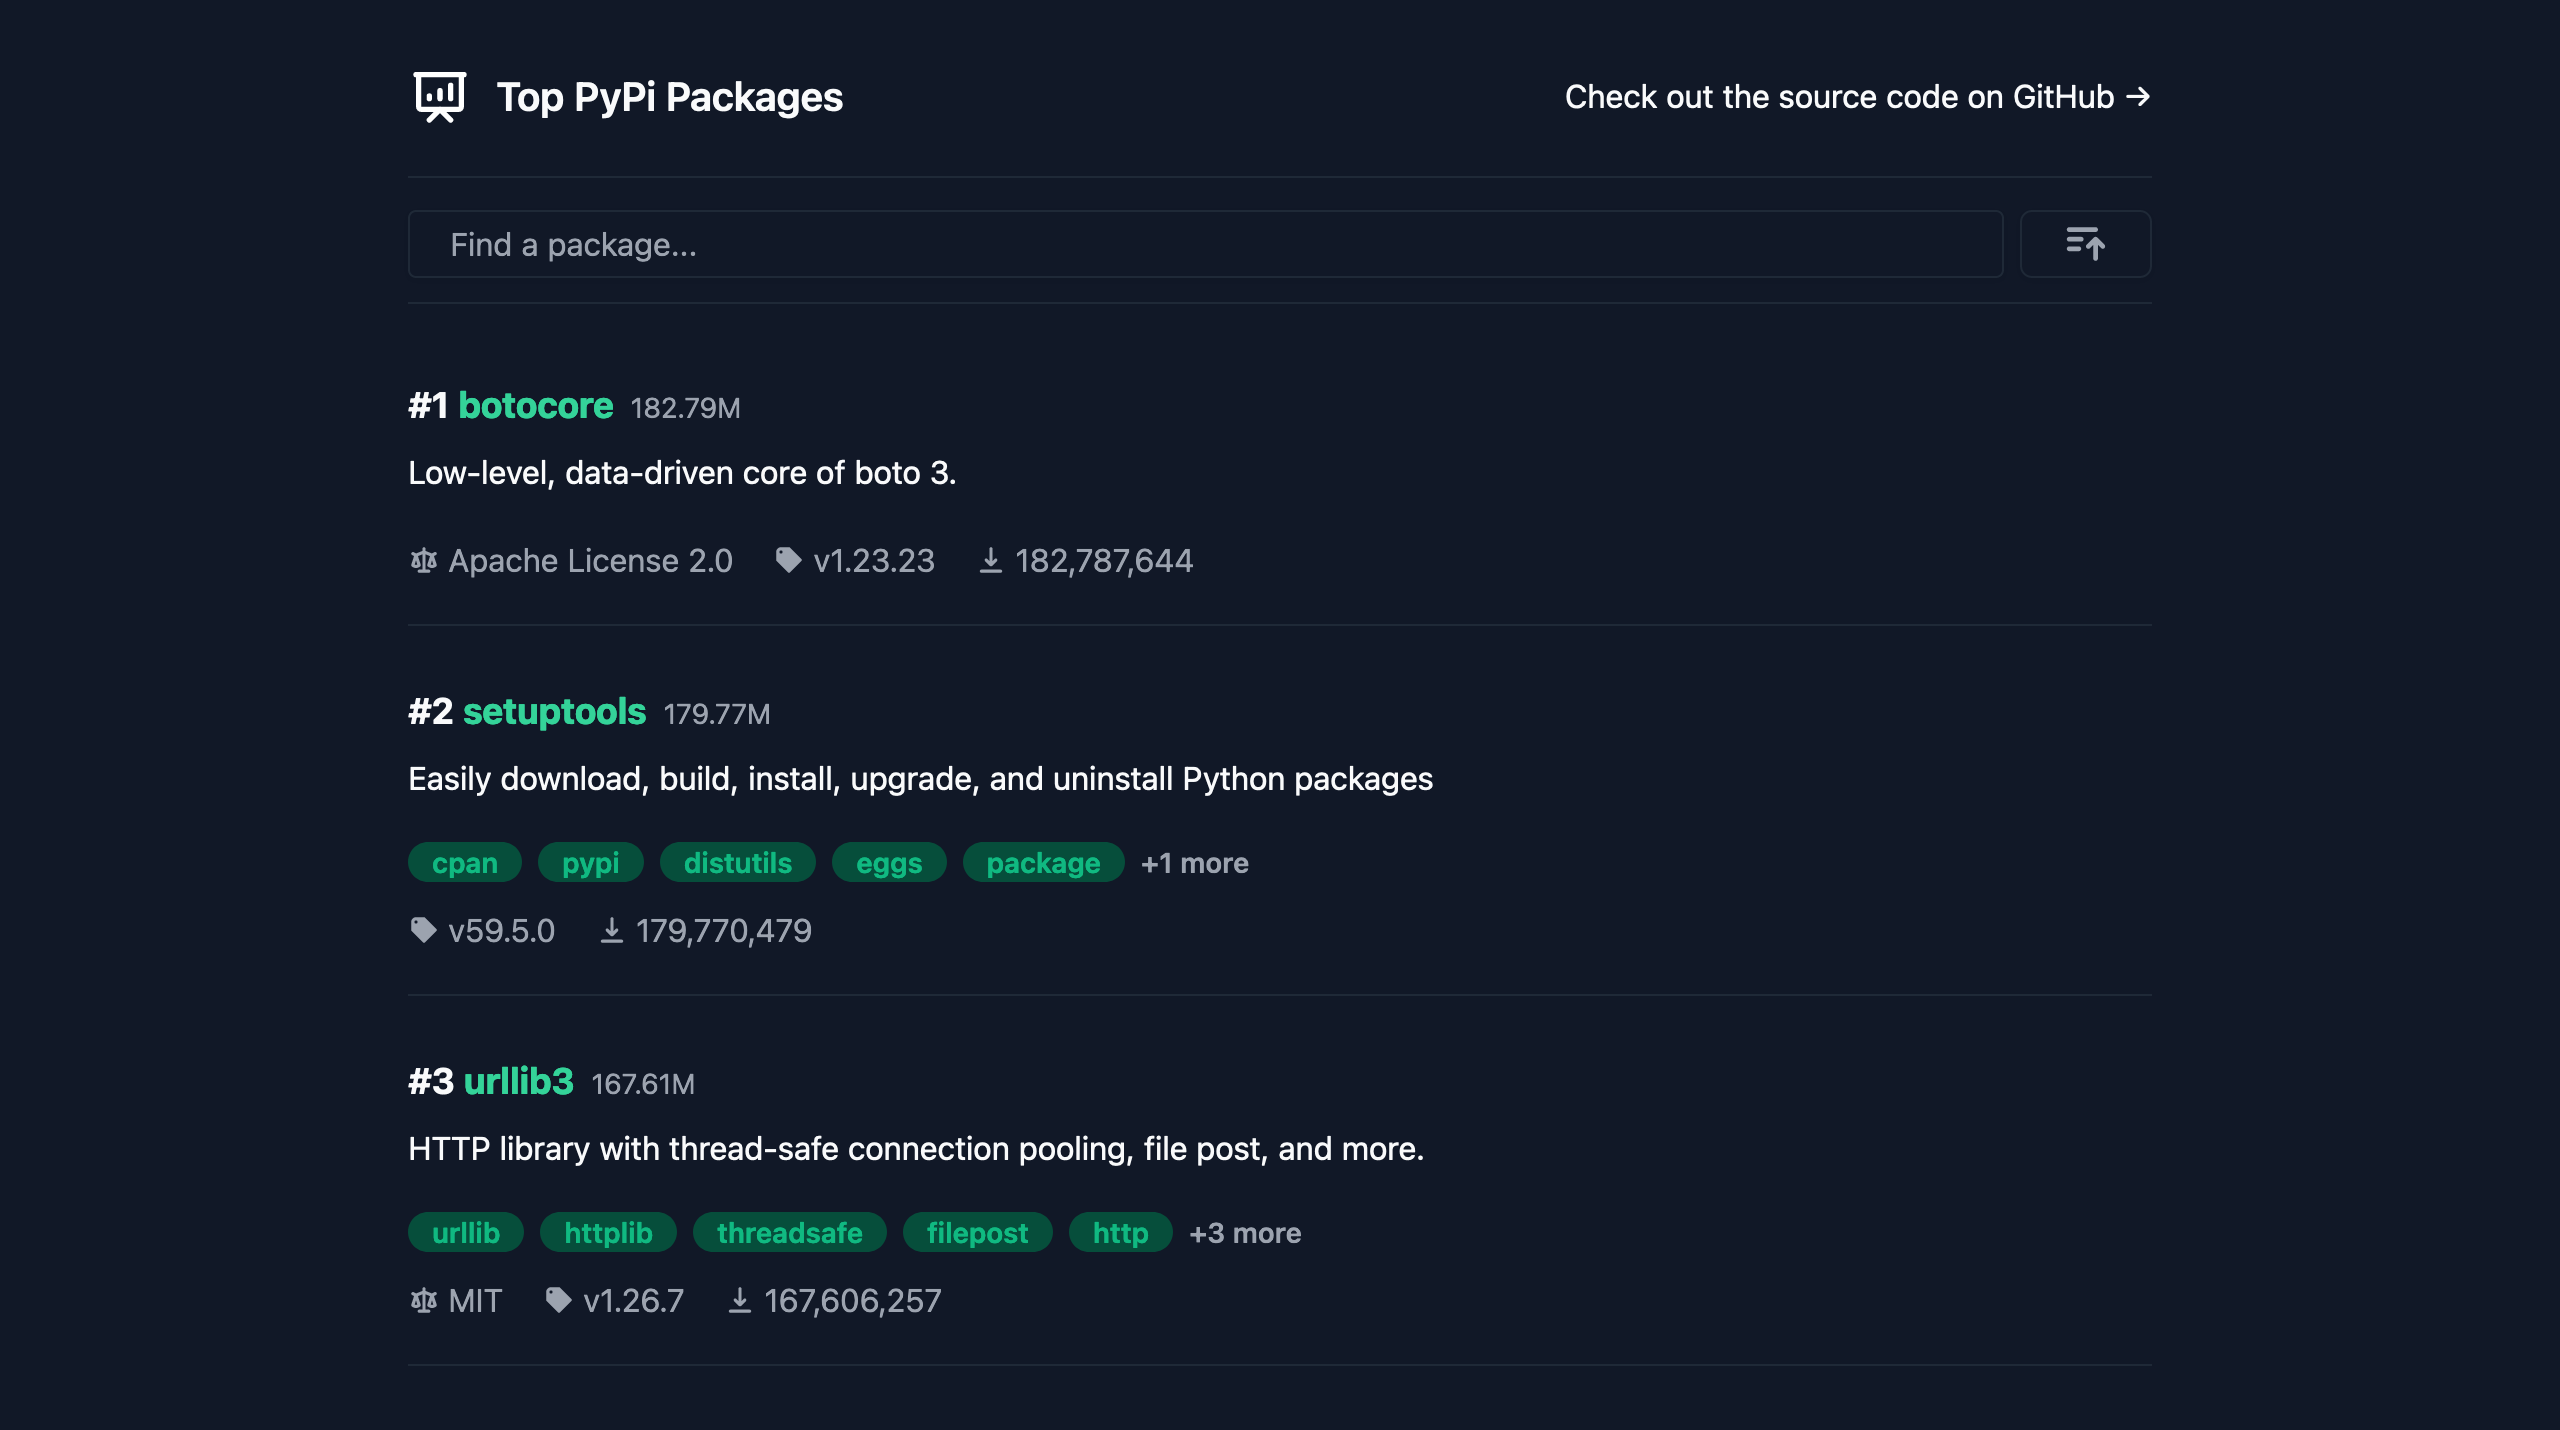 Top PyPi Packages
Check out the source code on GitHub →
Find a package...
#1 botocore 182.79M
Low-level, data-driven core of boto 3.
Apache License 2.0 v1.23.23 182,787,644
#2 setuptools 179.77M
Easily download, build, install, upgrade, and uninstall Python packages
cpan pypi distutils eggs package +1 more
v59.5.0 179,770,479
#3 urllib3 167.61M
HTTP library with thread-safe connection pooling, file post, and more.
urllib httplib threadsafe filepost http +3 more
MIT v1.26.7 167,606,257